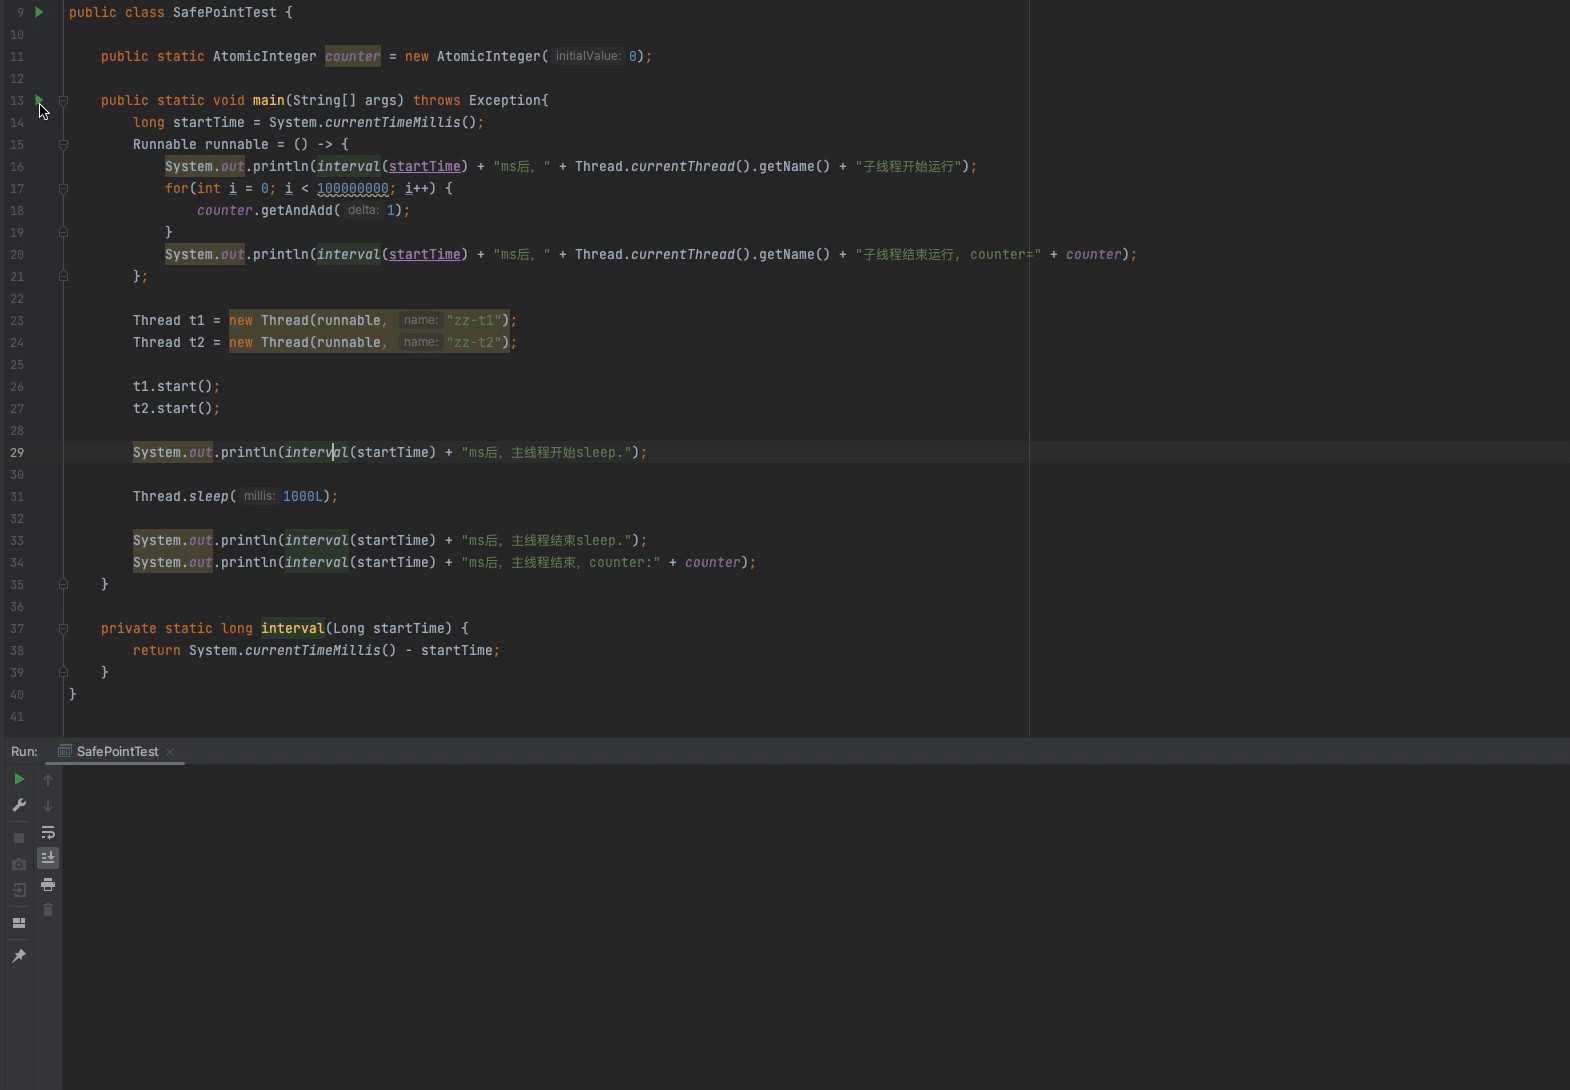 9 public class SafePointTest {
10
11 public static AtomicInteger counter = new AtomicInteger( initialValue: 0);
12
13 public static void main(String[] args) throws Exception{
14 long startTime = System.currentTimeMillis();
15 Runnable runnable = () -> {
16 System.out.println(interval(startTime) + "ms后，" + Thread.currentThread().getName() + "子线程开始运行");
17 for(int i = 0; i < 100000000; i++) {
18 counter.getAndAdd( delta: 1);
19 }
20 System.out.println(interval(startTime) + "ms后，" + Thread.currentThread().getName() + "子线程结束运行, counter=" + counter);
21 };
22
23 Thread t1 = new Thread(runnable, name: "zz-t1");
24 Thread t2 = new Thread(runnable, name: "zz-t2");
25
26 t1.start();
27 t2.start();
28
29 System.out.println(interval(startTime) + "ms后，主线程开始sleep.");
30
31 Thread.sleep( millis: 1000L);
32
33 System.out.println(interval(startTime) + "ms后，主线程结束sleep.");
34 System.out.println(interval(startTime) + "ms后，主线程结束，counter:" + counter);
35 }
36
37 private static long interval(Long startTime) {
38 return System.currentTimeMillis() - startTime;
39 }
40 }
41
Run: SafePointTest